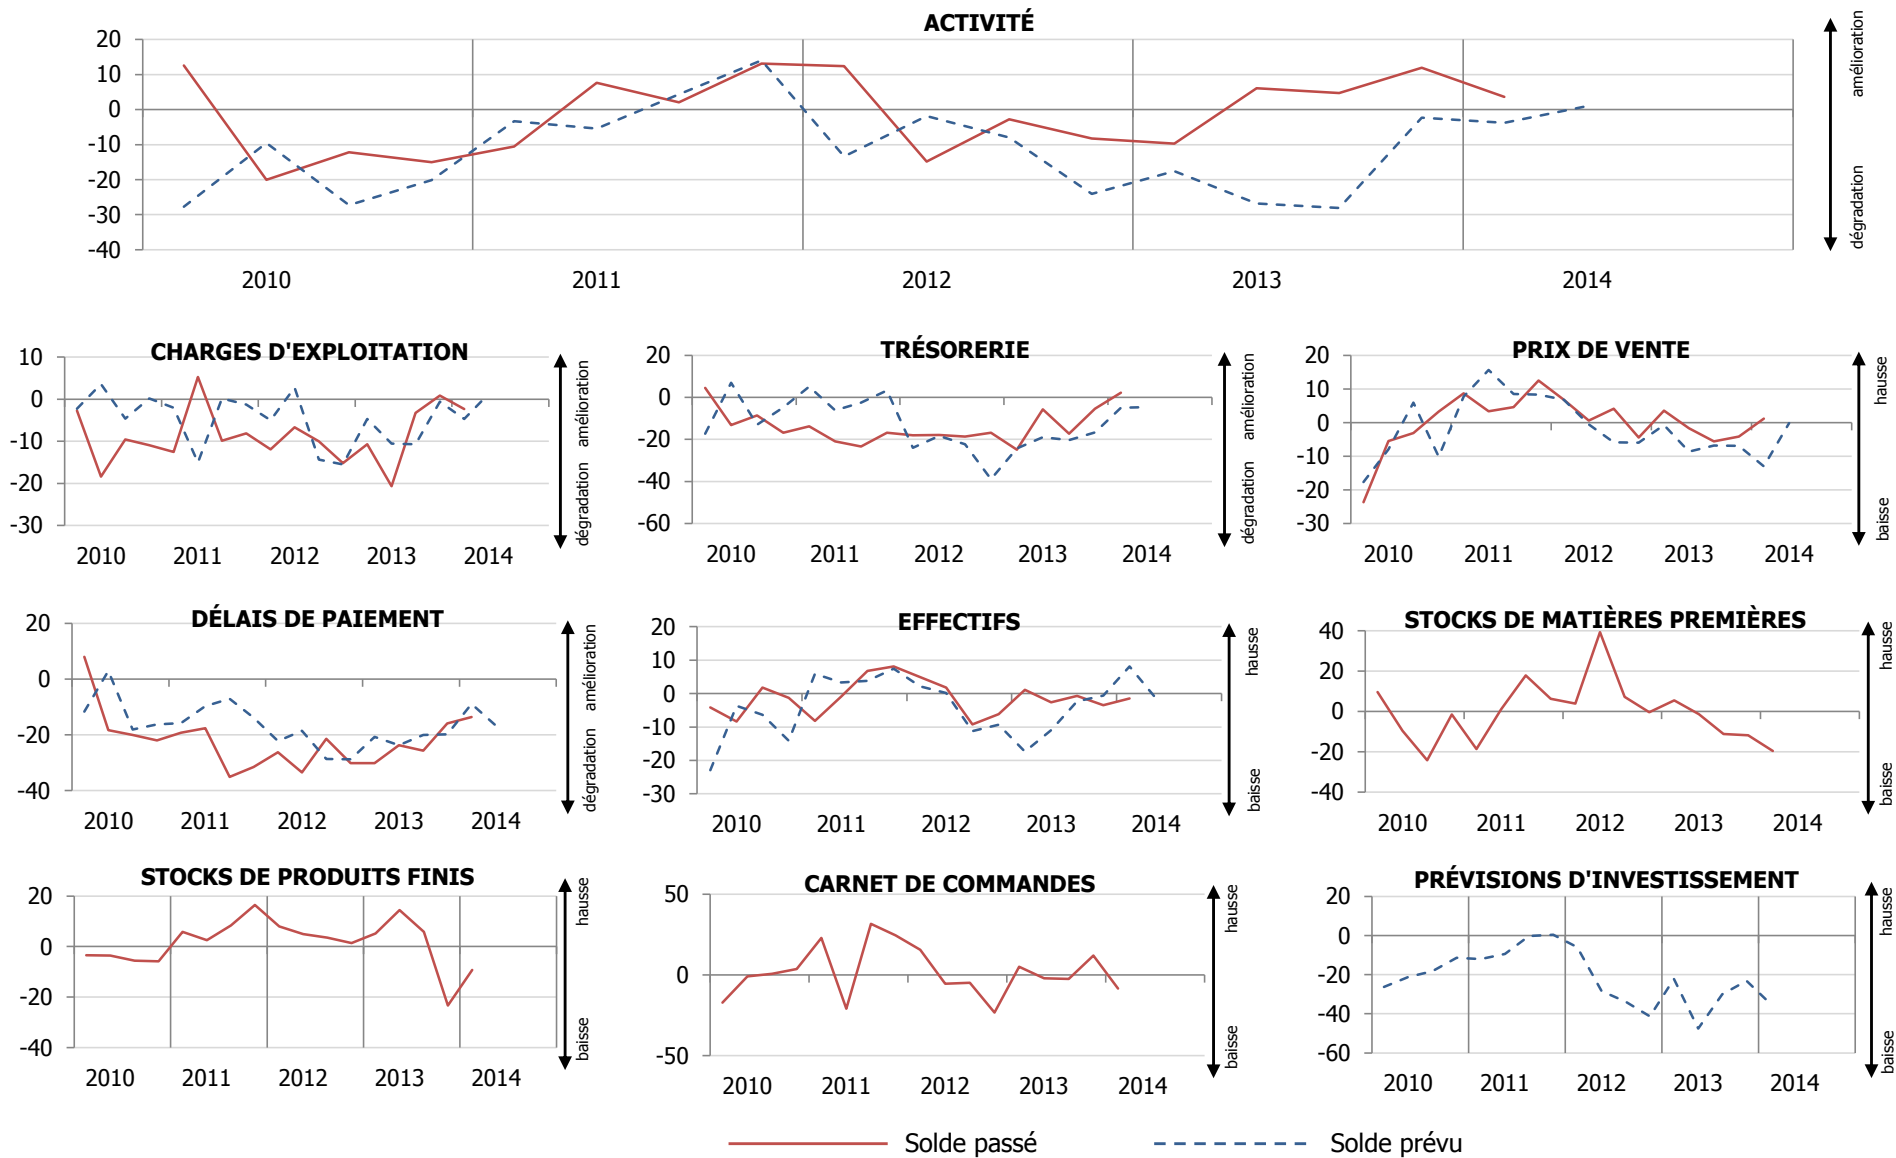 ACTIVITÉ
20
10
0
-10
-20
-30
-40
2010 2011 2012 2013 2014
amélioration
dégradation
CHARGES D'EXPLOITATION
10
0
-10
-20
-30
2010 2011 2012 2013 2014
amélioration
dégradation
TRÉSORERIE
20
0
-20
-40
-60
2010 2011 2012 2013 2014
amélioration
dégradation
PRIX DE VENTE
20
10
0
-10
-20
-30
2010 2011 2012 2013 2014
hausse
baisse
DÉLAIS DE PAIEMENT
20
0
-20
-40
2010 2011 2012 2013 2014
amélioration
dégradation
EFFECTIFS
20
10
0
-10
-20
-30
2010 2011 2012 2013 2014
hausse
baisse
STOCKS DE MATIÈRES PREMIÈRES
40
20
0
-20
-40
2010 2011 2012 2013 2014
hausse
baisse
STOCKS DE PRODUITS FINIS
20
0
-20
-40
2010 2011 2012 2013 2014
hausse
baisse
CARNET DE COMMANDES
50
0
-50
2010 2011 2012 2013 2014
hausse
baisse
PRÉVISIONS D'INVESTISSEMENT
20
0
-20
-40
-60
2010 2011 2012 2013 2014
hausse
baisse
Solde passé Solde prévu